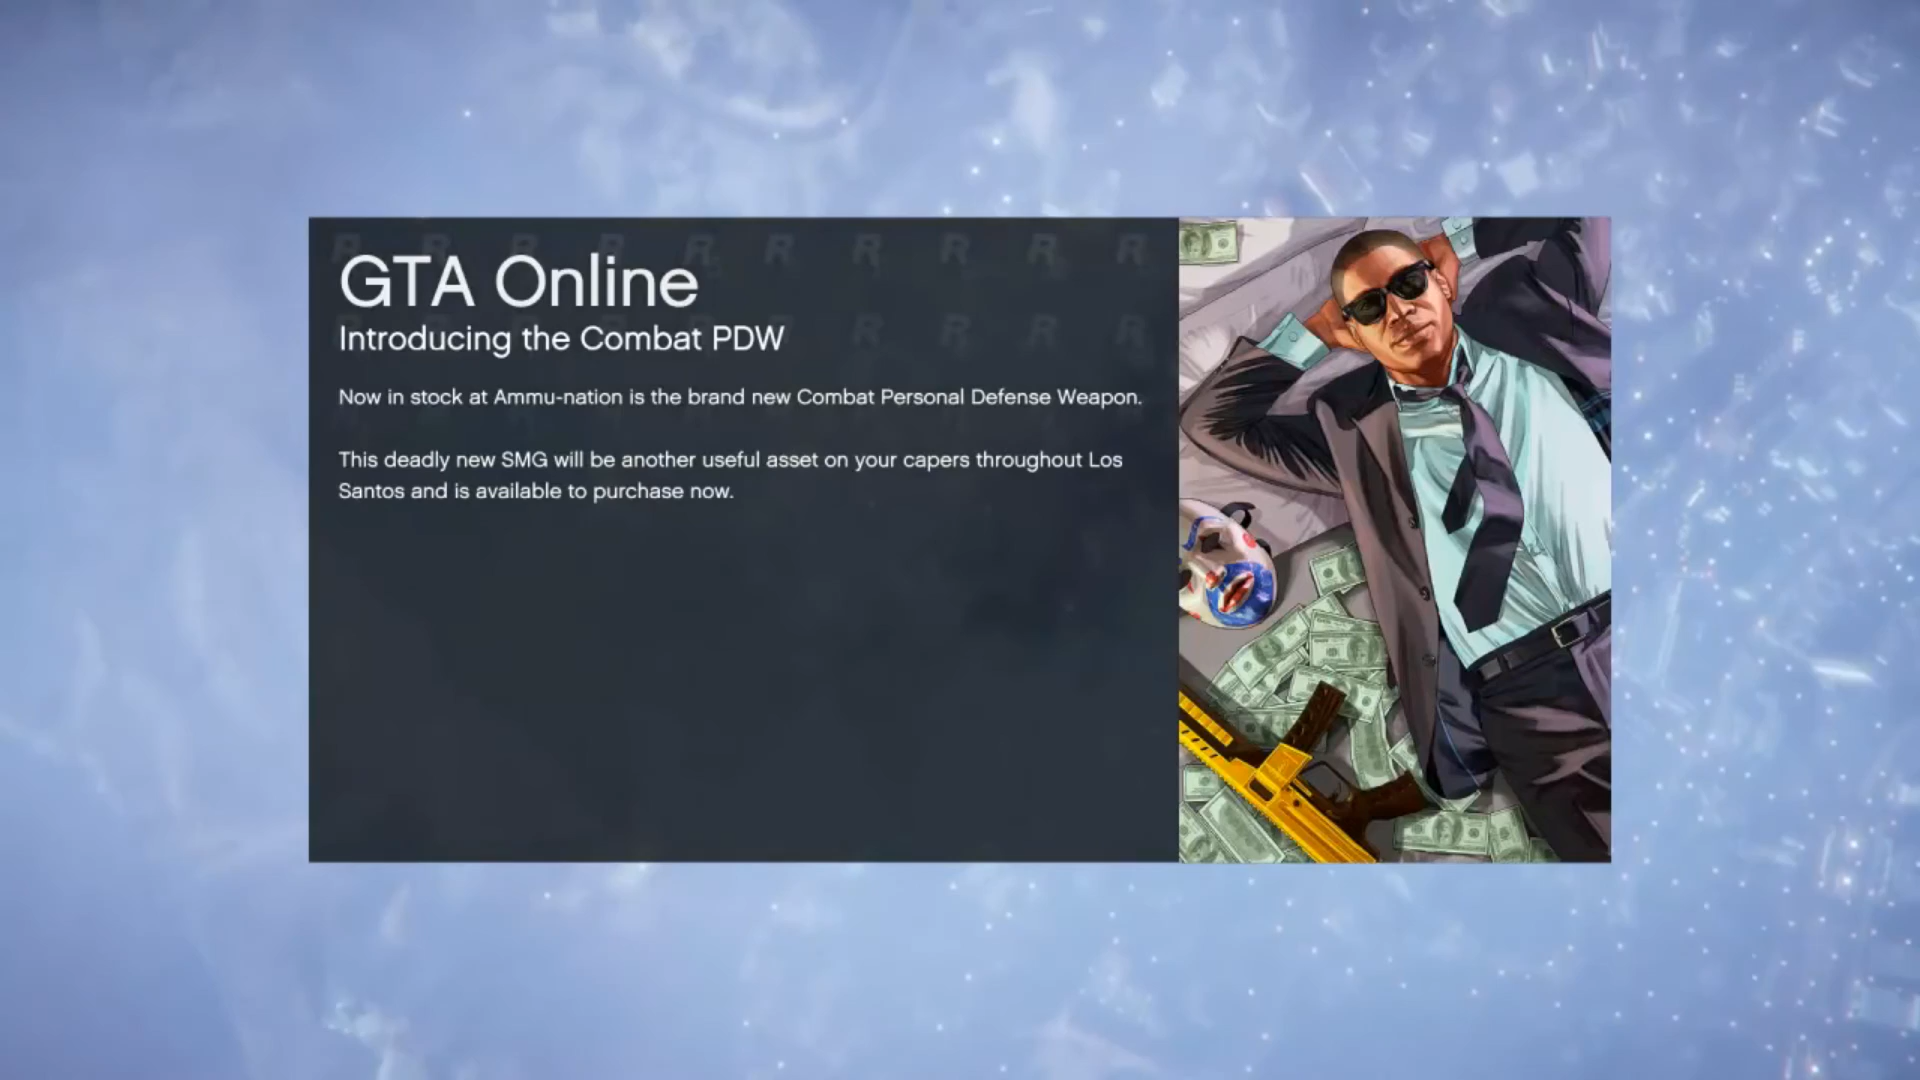 GTA Online
Introducing the Combat PDW
Now in stock at Ammu-nation is the brand new Combat Personal Defense Weapon.
This deadly new SMG will be another useful asset on your capers throughout Los
Santos and is available to purchase now.